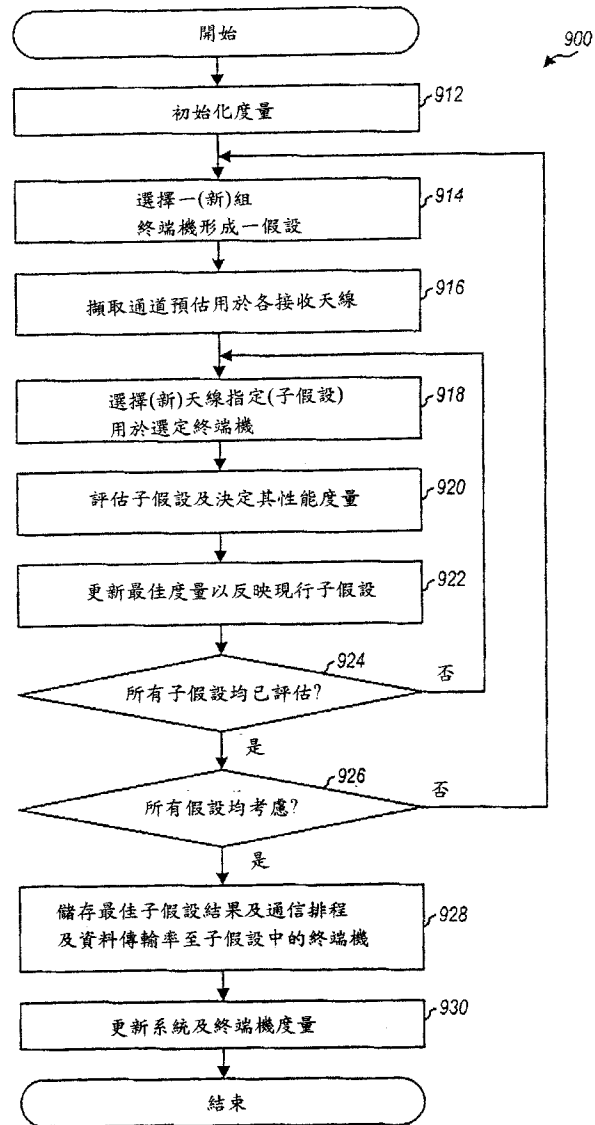 開始
900
初始化度量
912
選擇一(新)組
終端機形成一假設
914
擷取通道預估用於各接收天線
916
選擇(新)天線指定(子假設)
用於選定終端機
918
評估子假設及決定其性能度量
920
更新最佳度量以反映現行子假設
922
924
所有子假設均已評估?
否
是
926
所有假設均考慮?
否
是
儲存最佳子假設結果及通信排程
及資料傳輸率至子假設中的終端機
928
更新系統及終端機度量
930
結束